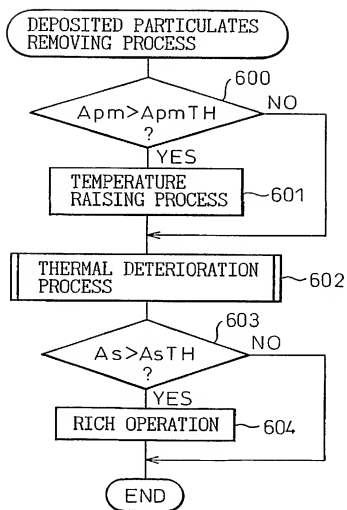 DEPOSITED PARTICULATES
REMOVING PROCESS
600
Apm>ApmTH
?
NO
YES
TEMPERATURE
RAISING PROCESS
601
THERMAL DETERIORATION
PROCESS
602
603
As>AsTH
?
NO
YES
RICH OPERATION
604
END